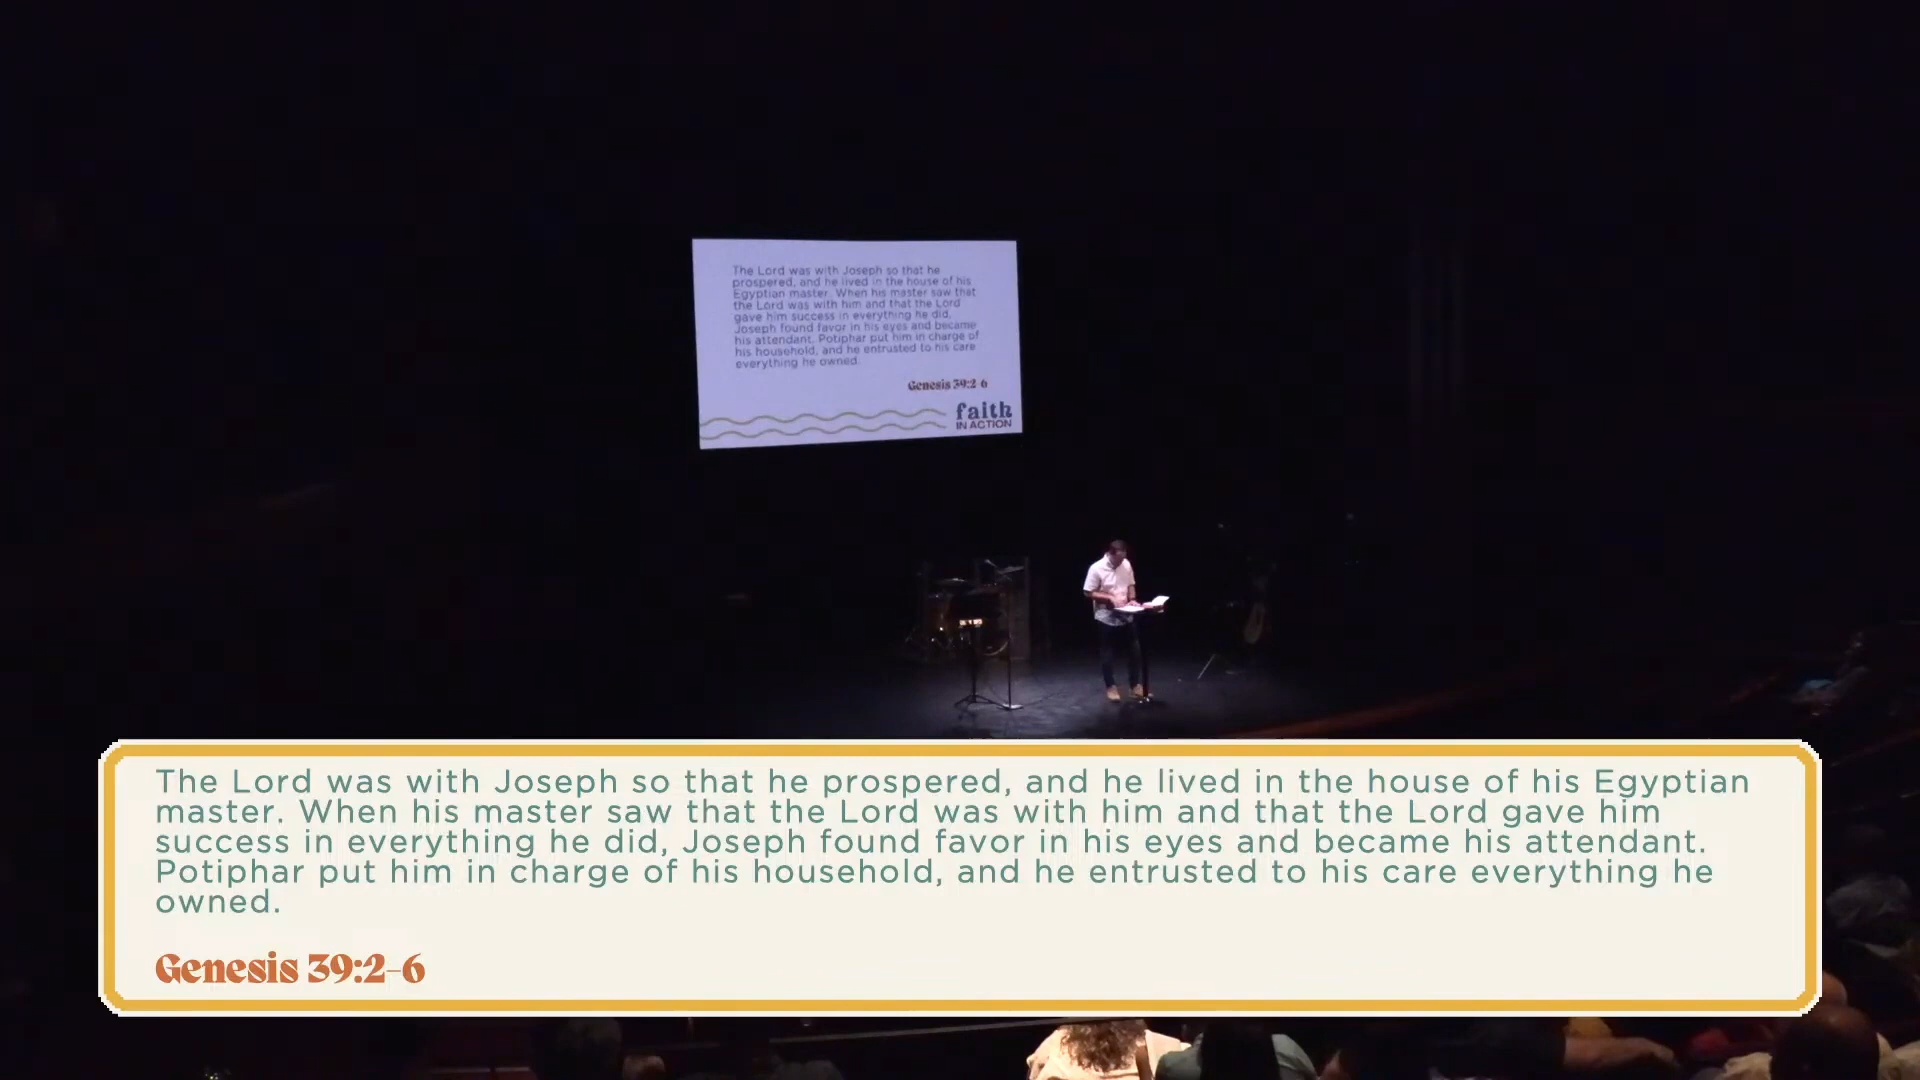 The Lord was with Joseph so that he
prospered, and he lived in the house of his
Egyptian master. When his master saw that
the Lord was with him and that the Lord
gave him success in everything he did,
Joseph found favor in his eyes and became
his attendant. Potiphar put him in charge of
his household, and he entrusted to his care
everything he owned.
Genesis 39:2-6
faith
IN ACTION
The Lord was with Joseph so that he prospered, and he lived in the house of his Egyptian
master. When his master saw that the Lord was with him and that the Lord gave him
success in everything he did, Joseph found favor in his eyes and became his attendant.
Potiphar put him in charge of his household, and he entrusted to his care everything he
owned.
Genesis 39:2-6